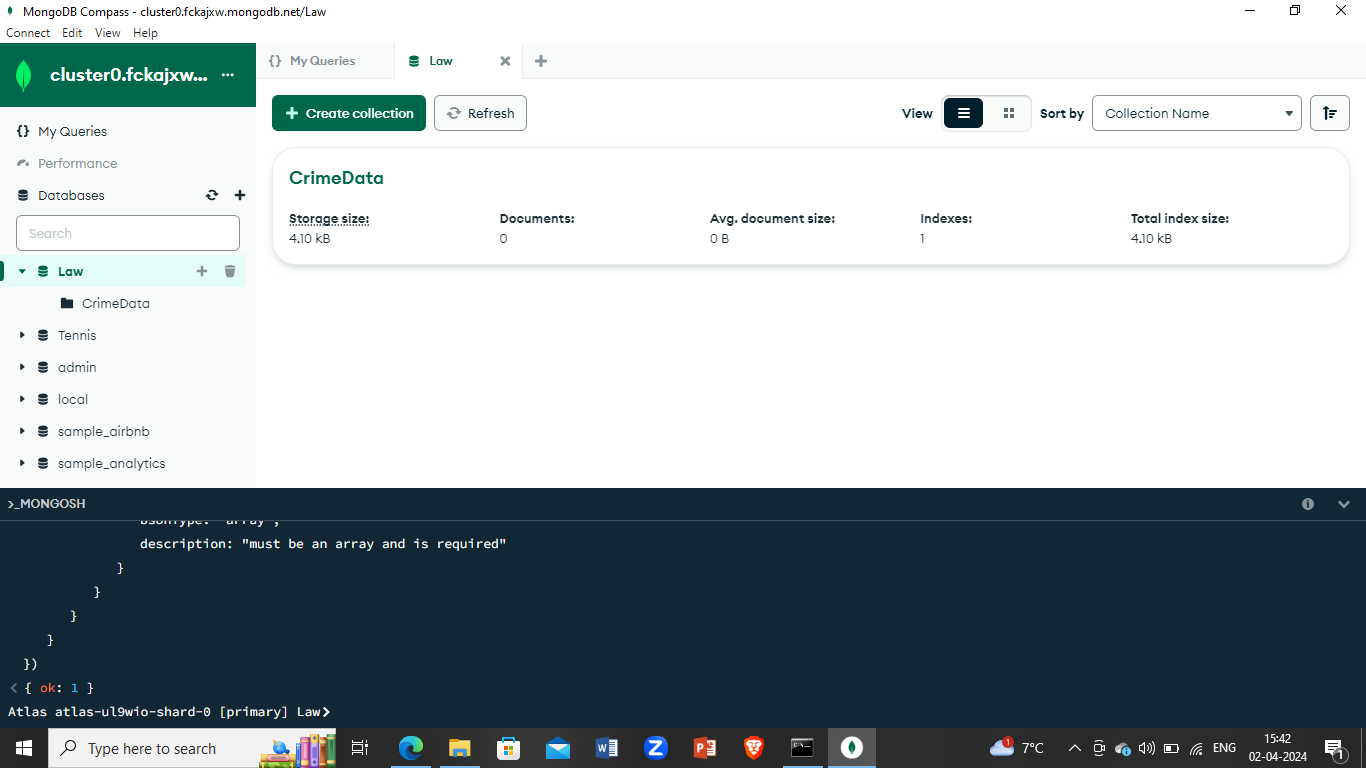 MongoDB Compass - cluster0.fckajxw.mongodb.net/Law
Connect Edit View Help
cluster0.fckajxw... ···
{} My Queries
Law
My Queries
Performance
Databases
Search
Law
CrimeData
Tennis
admin
local
sample_airbnb
sample_analytics
Create collection
Refresh
View
Sort by
Collection Name
CrimeData
Storage size: Documents: Avg. document size: Indexes: Total index size:
4.10 kB 0 0 B 1 4.10 kB
>_MONGOSH
bsonType: "array",
description: "must be an array and is required"
}
}
}
}
})
< { ok: 1 }
Atlas atlas-ul9wio-shard-0 [primary] Law>
Type here to search
1
7°C
ENG
15:42
02-04-2024
1